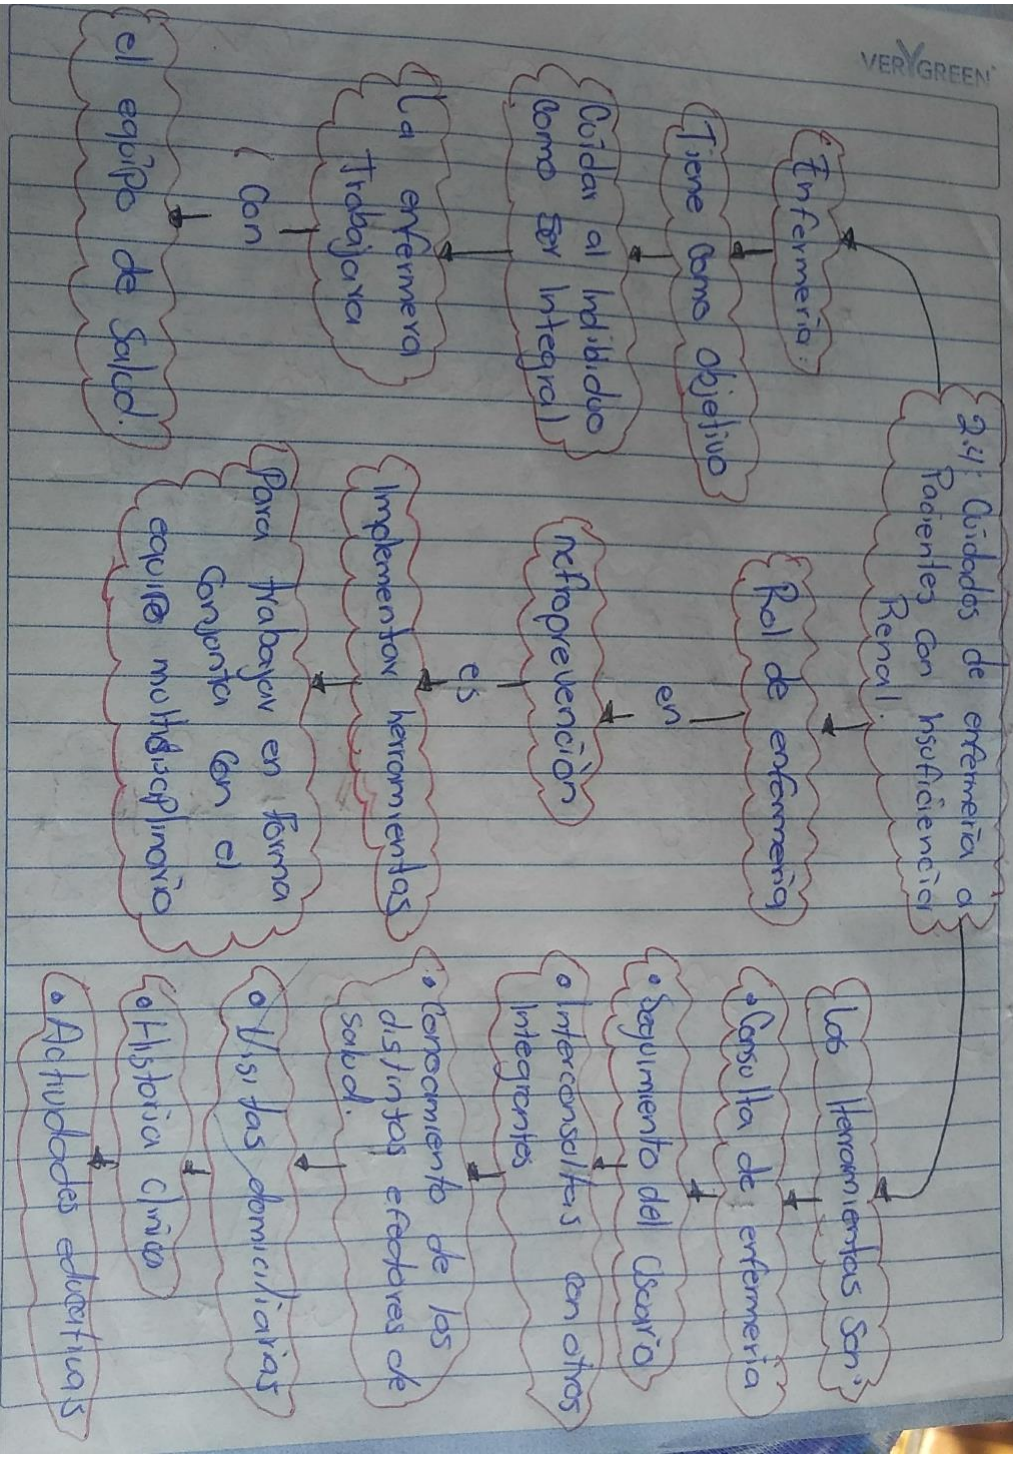 VERYGREEN
2.4: Cuidados de enfermería a
Pacientes con Insuficiencia
Renal.
Enfermería:
Tiene como objetivo
Cuidar al Indibiduo
como ser Integral
La enfermera
Trabajara
Con
el equipo de Salud.
Rol de enfermería
en
nefroprevención
es
Implementar herramientas
Para trabajar en forma
Conjunta con el
equipo multidisciplinario
Las Herramientas Son:
• Consulta de enfermería
• Seguimiento del Usuario
• Interconsultas con otros
Integrantes
• Conocimiento de los
distintos efectores de
salud.
• Visitas domiciliarias
• Historia clínica
• Actividades educativas